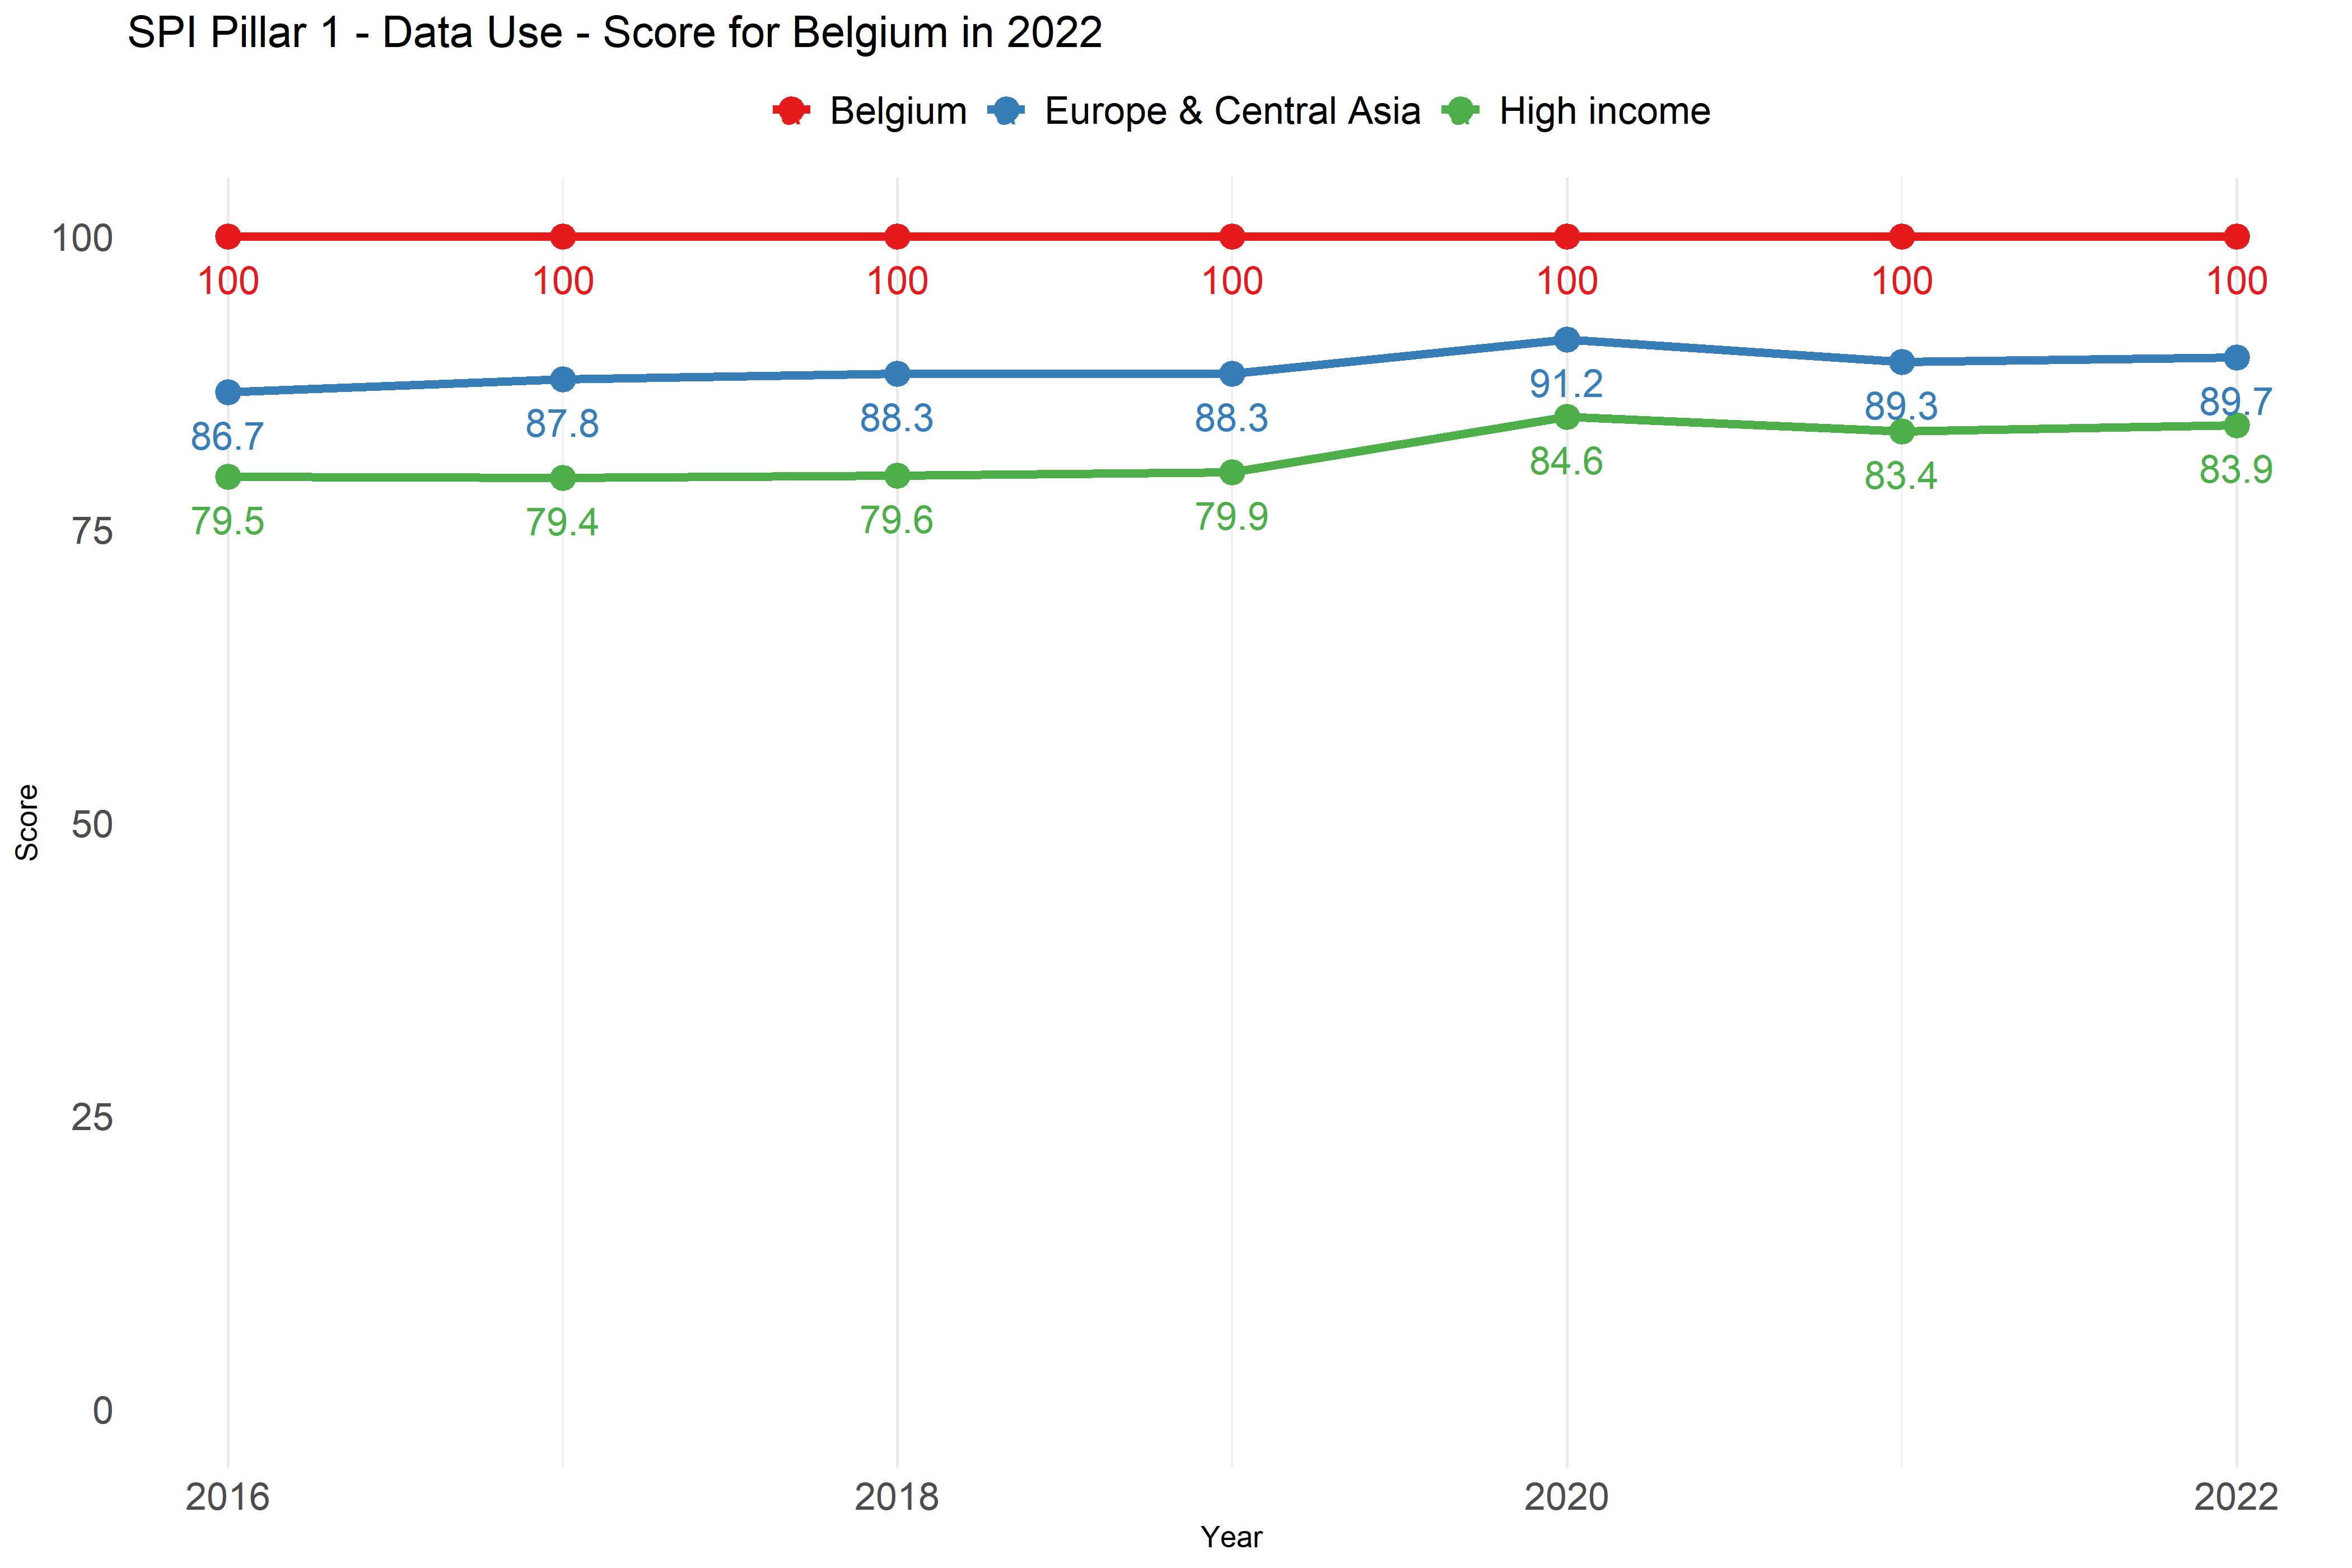 SPI Pillar 1 - Data Use - Score for Belgium in 2022
Belgium Europe & Central Asia High income
100
100 100 100 100 100 100 100
86.7 87.8 88.3 88.3 91.2 89.3 89.7
79.5 79.4 79.6 79.9 84.6 83.4 83.9
75
50
Score
25
0
2016 2018 2020 2022
Year